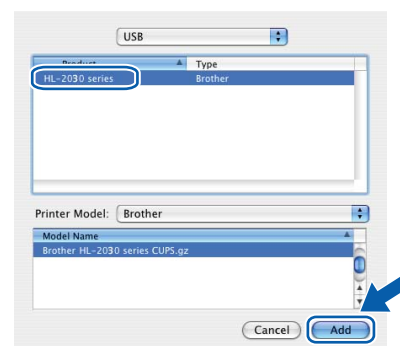 USB
Product Type
HL-2030 series Brother
Printer Model: Brother
Model Name
Brother HL-2030 series CUPS.gz
Cancel Add